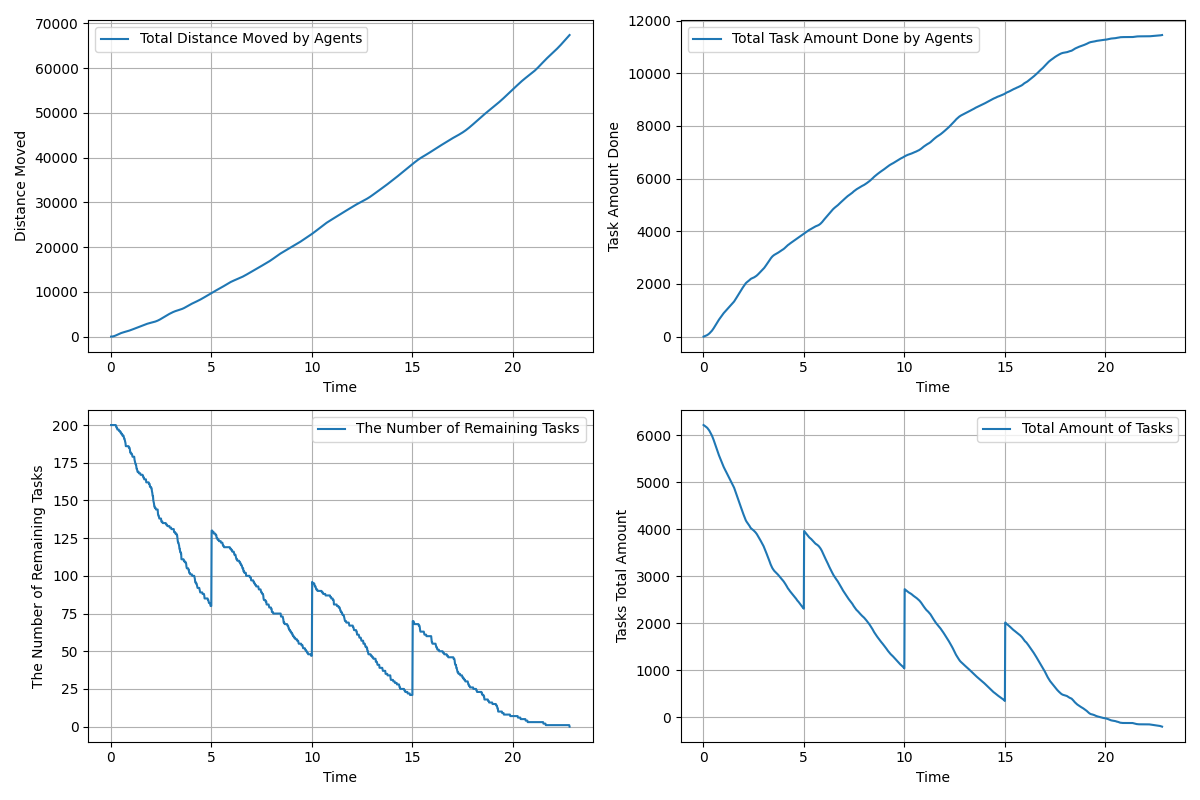 Total Distance Moved by Agents
Distance Moved
70000
60000
50000
40000
30000
20000
10000
0
0 5 10 15 20
Time
Total Task Amount Done by Agents
Task Amount Done
12000
10000
8000
6000
4000
2000
0
0 5 10 15 20
Time
The Number of Remaining Tasks
The Number of Remaining Tasks
200
175
150
125
100
75
50
25
0
0 5 10 15 20
Time
Total Amount of Tasks
Tasks Total Amount
6000
5000
4000
3000
2000
1000
0
0 5 10 15 20
Time